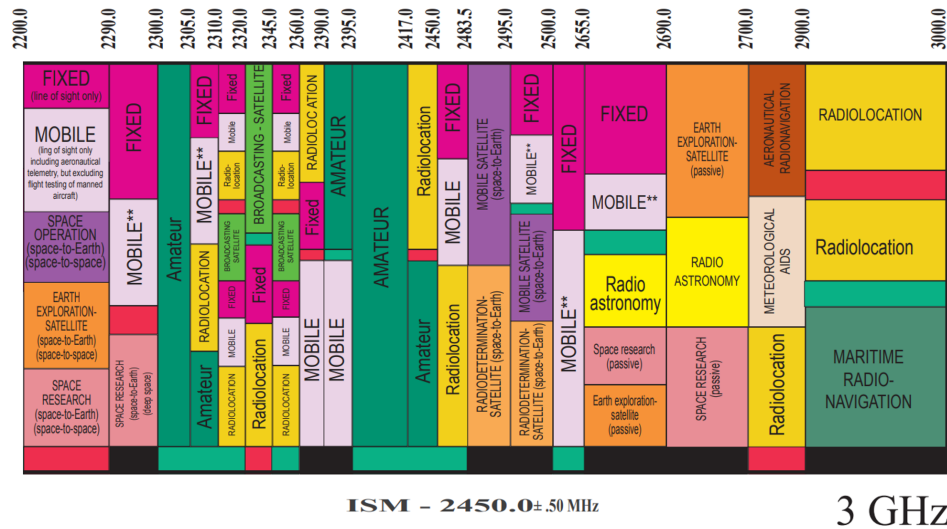 2200.0
2290.0
2300.0
2305.0
2310.0
2320.0
2345.0
2360.0
2390.0
2395.0
2417.0
2450.0
2483.5
2495.0
2500.0
2655.0
2690.0
2700.0
2900.0
3000.0
FIXED
(line of sight only)
MOBILE
(ling of sight only
including aeronautical
telemetry, but excluding
flight testing of manned
aircraft)
SPACE
OPERATION
(space-to-Earth)
(space-to-space)
EARTH
EXPLORATION-
SATELLITE
(space-to-Earth)
(space-to-space)
SPACE
RESEARCH
(space-to-Earth)
(space-to-space)
FIXED
MOBILE**
SPACE RESEARCH
(space-to-Earth)
(deep space)
Amateur
FIXED
MOBILE**
RADIOLOCATION
Amateur
Fixed
Mobile
Radio-
location
BROADCASTING
SATELLITE
FIXED
MOBILE
RADIOLOCATION
BROADCASTING - SATELLITE
Fixed
Radiolocation
Fixed
Mobile
Radio-
location
BROADCASTING
SATELLITE
FIXED
MOBILE
RADIOLOCATION
RADIOLOCATION
Fixed
MOBILE
AMATEUR
MOBILE
AMATEUR
Radiolocation
Amateur
FIXED
MOBILE
Radiolocation
MOBILE SATELLITE
(space-to-Earth)
RADIODETERMINATION-
SATELLITE (space-to-Earth)
FIXED
MOBILE**
MOBILE SATELLITE
(space-to-Earth)
RADIODETERMINATION-
SATELLITE (space-to-Earth)
FIXED
MOBILE**
FIXED
MOBILE**
Radio
astronomy
Space research
(passive)
Earth exploration-
satellite
(passive)
EARTH
EXPLORATION-
SATELLITE
(passive)
RADIO
ASTRONOMY
SPACE RESEARCH
(passive)
AERONAUTICAL
RADIONAVIGATION
METEOROLOGICAL
AIDS
Radiolocation
RADIOLOCATION
Radiolocation
MARITIME
RADIO-
NAVIGATION
ISM – 2450.0± .50 MHz
3 GHz